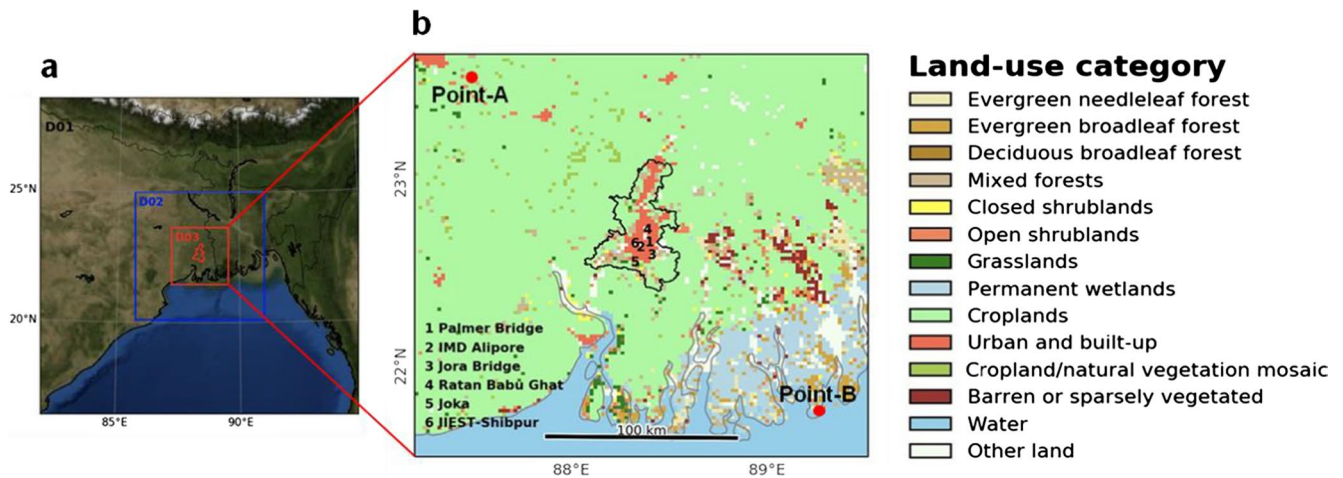 a
D01
D02
D03
25°N
20°N
85°E
90°E
b
Point-A
23°N
22°N
4
6 2 1
3
5
1 Palmer Bridge
2 IMD Alipore
3 Jora Bridge
4 Ratan Babu Ghat
5 Joka
6 IIEST-Shibpur
Point-B
100 km
88°E
89°E
Land-use category
Evergreen needleleaf forest
Evergreen broadleaf forest
Deciduous broadleaf forest
Mixed forests
Closed shrublands
Open shrublands
Grasslands
Permanent wetlands
Croplands
Urban and built-up
Cropland/natural vegetation mosaic
Barren or sparsely vegetated
Water
Other land